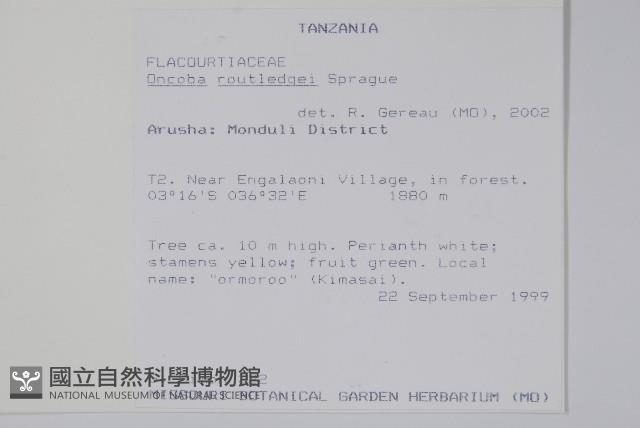 TANZANIA
FLACOURTIACEAE
Oncoba routledgei Sprague
det. R. Gereau (MO), 2002
Arusha: Monduli District
T2. Near Engalaoni Village, in forest.
03°16'S 036°32'E 1880 m
Tree ca. 10 m high. Perianth white;
stamens yellow; fruit green. Local
name: "ormoroo" (Kimasai).
22 September 1999
國立自然科學博物館
NATIONAL MUSEUM OF NATURAL SCIENCE
MISSOURI BOTANICAL GARDEN HERBARIUM (MO)